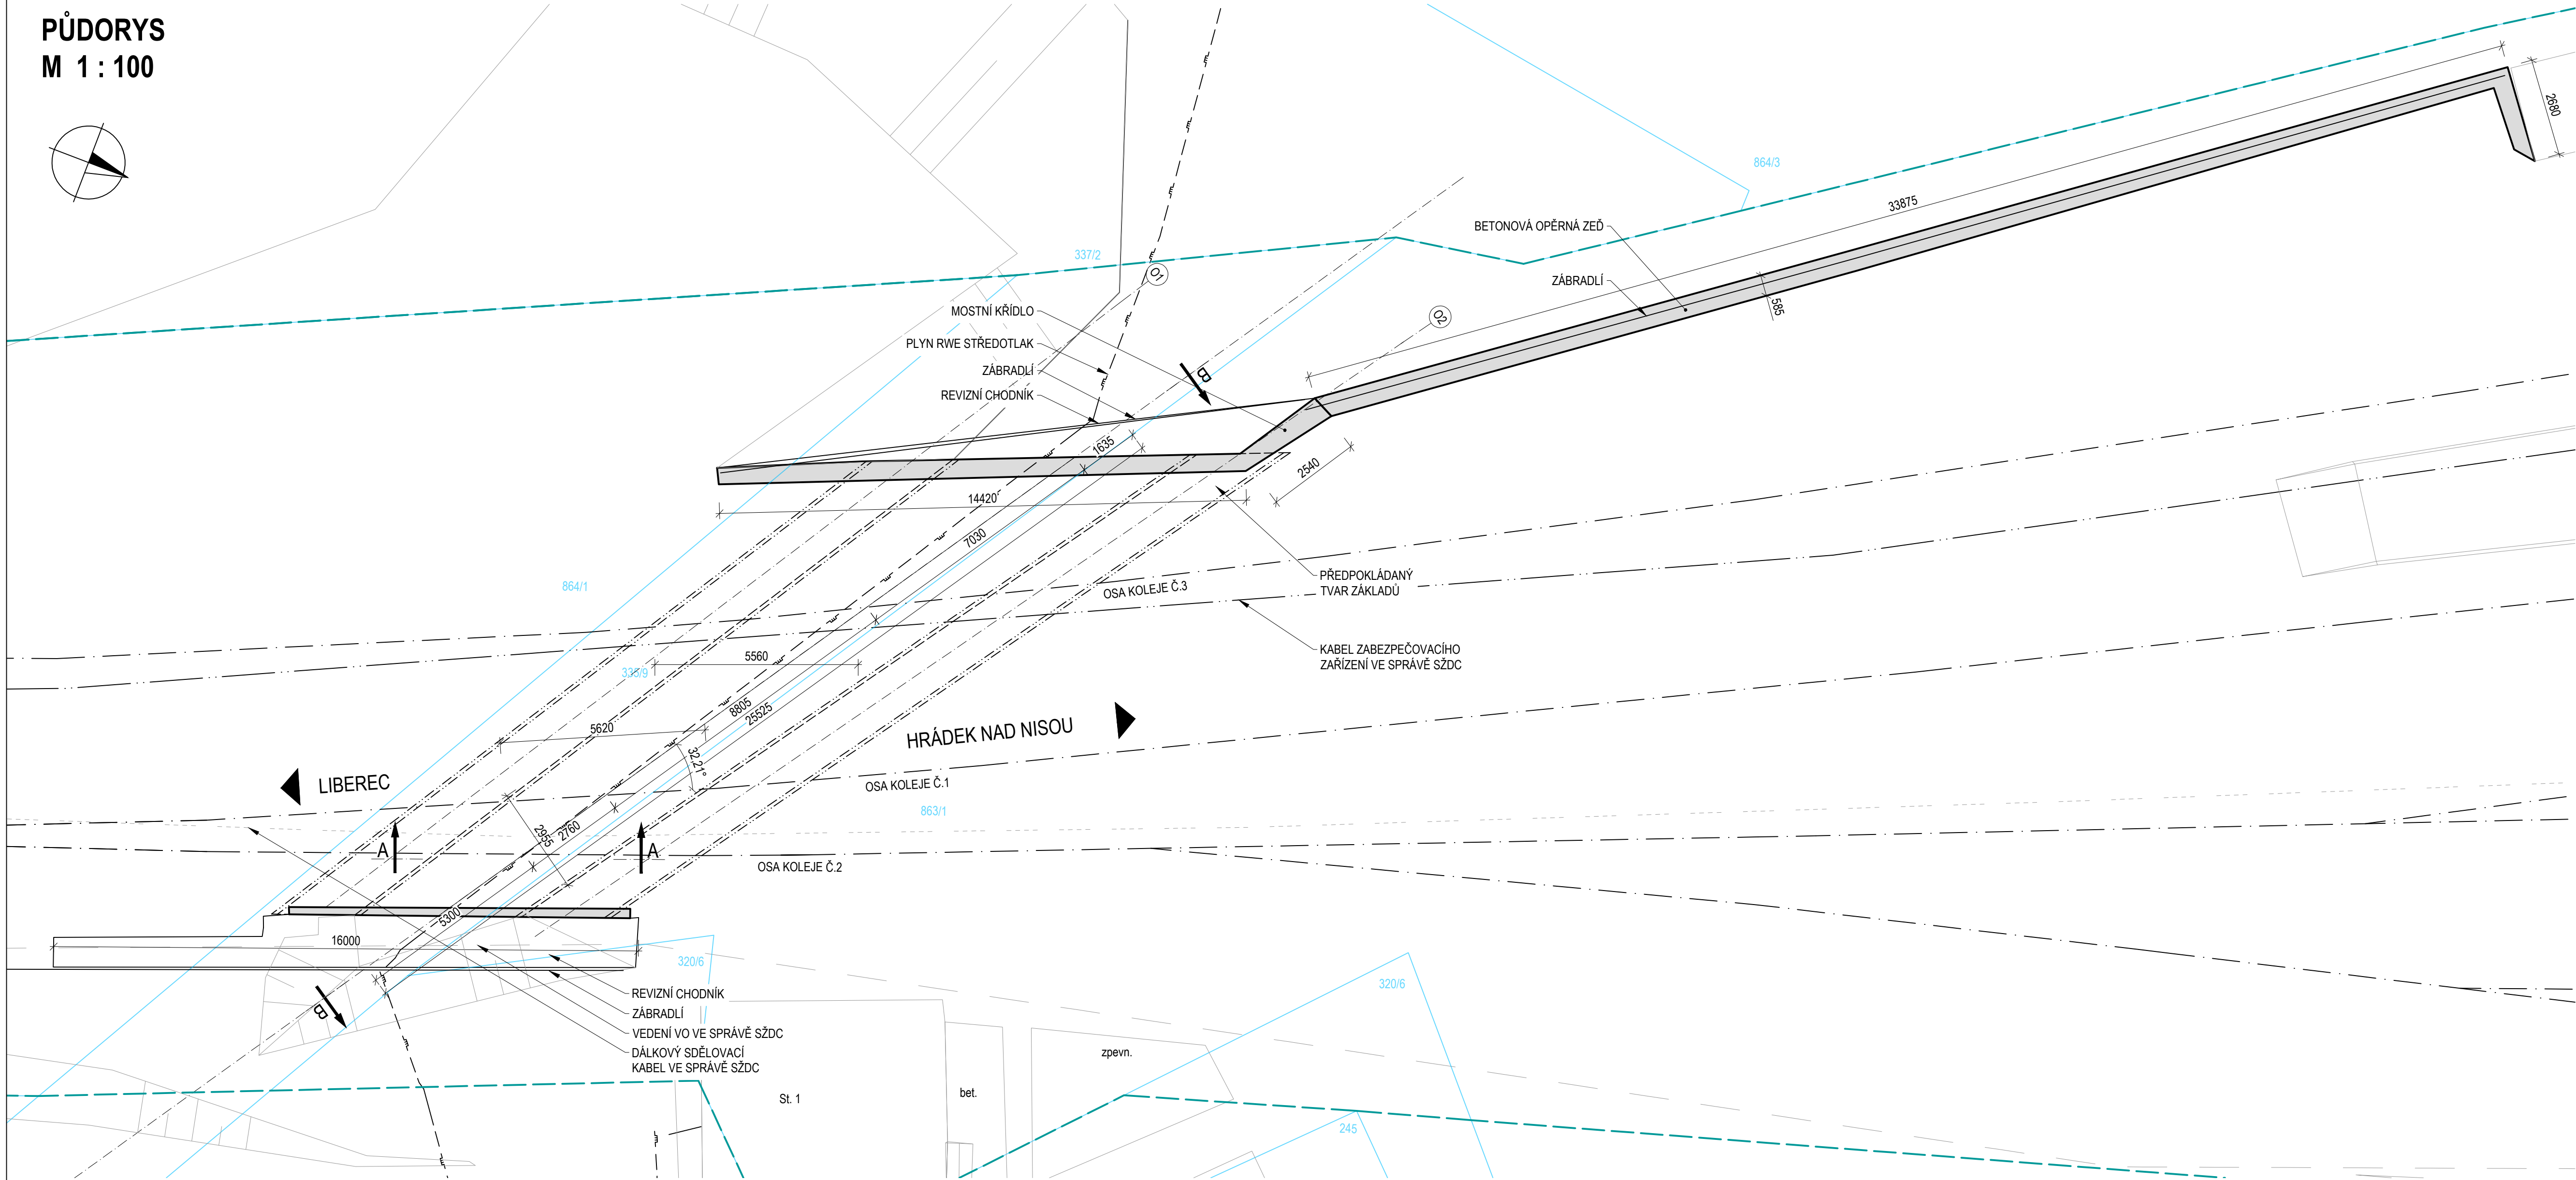 PŮDORYS
M 1 : 100
2680
864/3
33875
BETONOVÁ OPĚRNÁ ZEĎ
337/2
O1
ZÁBRADLÍ
585
MOSTNÍ KŘÍDLO
O2
PLYN RWE STŘEDOTLAK
ZÁBRADLÍ
B
REVIZNÍ CHODNÍK
1635
2540
14420
7030
PŘEDPOKLÁDANÝ
TVAR ZÁKLADŮ
864/1
OSA KOLEJE Č.3
KABEL ZABEZPEČOVACÍHO
ZAŘÍZENÍ VE SPRÁVĚ SŽDC
5560
335/9
8805
25525
5620
HRÁDEK NAD NISOU
32,21°
LIBEREC
OSA KOLEJE Č.1
863/1
2955
2760
A
A
OSA KOLEJE Č.2
5300
16000
320/6
320/6
REVIZNÍ CHODNÍK
B
ZÁBRADLÍ
VEDENÍ VO VE SPRÁVĚ SŽDC
DÁLKOVÝ SDĚLOVACÍ
KABEL VE SPRÁVĚ SŽDC
zpevn.
St. 1
bet.
245